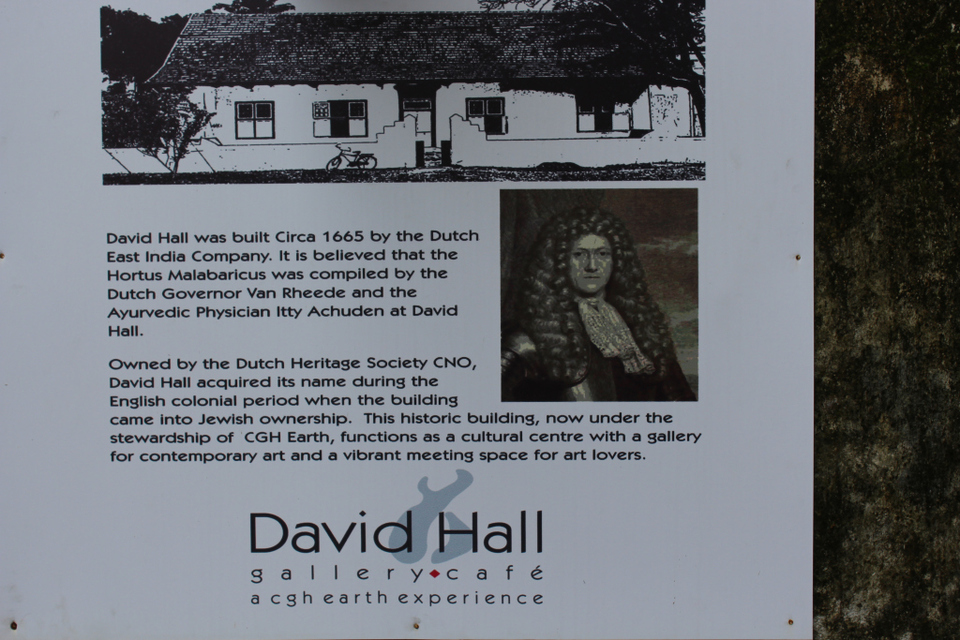 David Hall was built Circa 1665 by the Dutch
East India Company. It is believed that the
Hortus Malabaricus was compiled by the
Dutch Governor Van Rheede and the
Ayurvedic Physician Itty Achuden at David
Hall.
Owned by the Dutch Heritage Society CNO,
David Hall acquired its name during the
English colonial period when the building
came into Jewish ownership. This historic building, now under the
stewardship of CGH Earth, functions as a cultural centre with a gallery
for contemporary art and a vibrant meeting space for art lovers.
David Hall
gallery♦café
a cgh earth experience